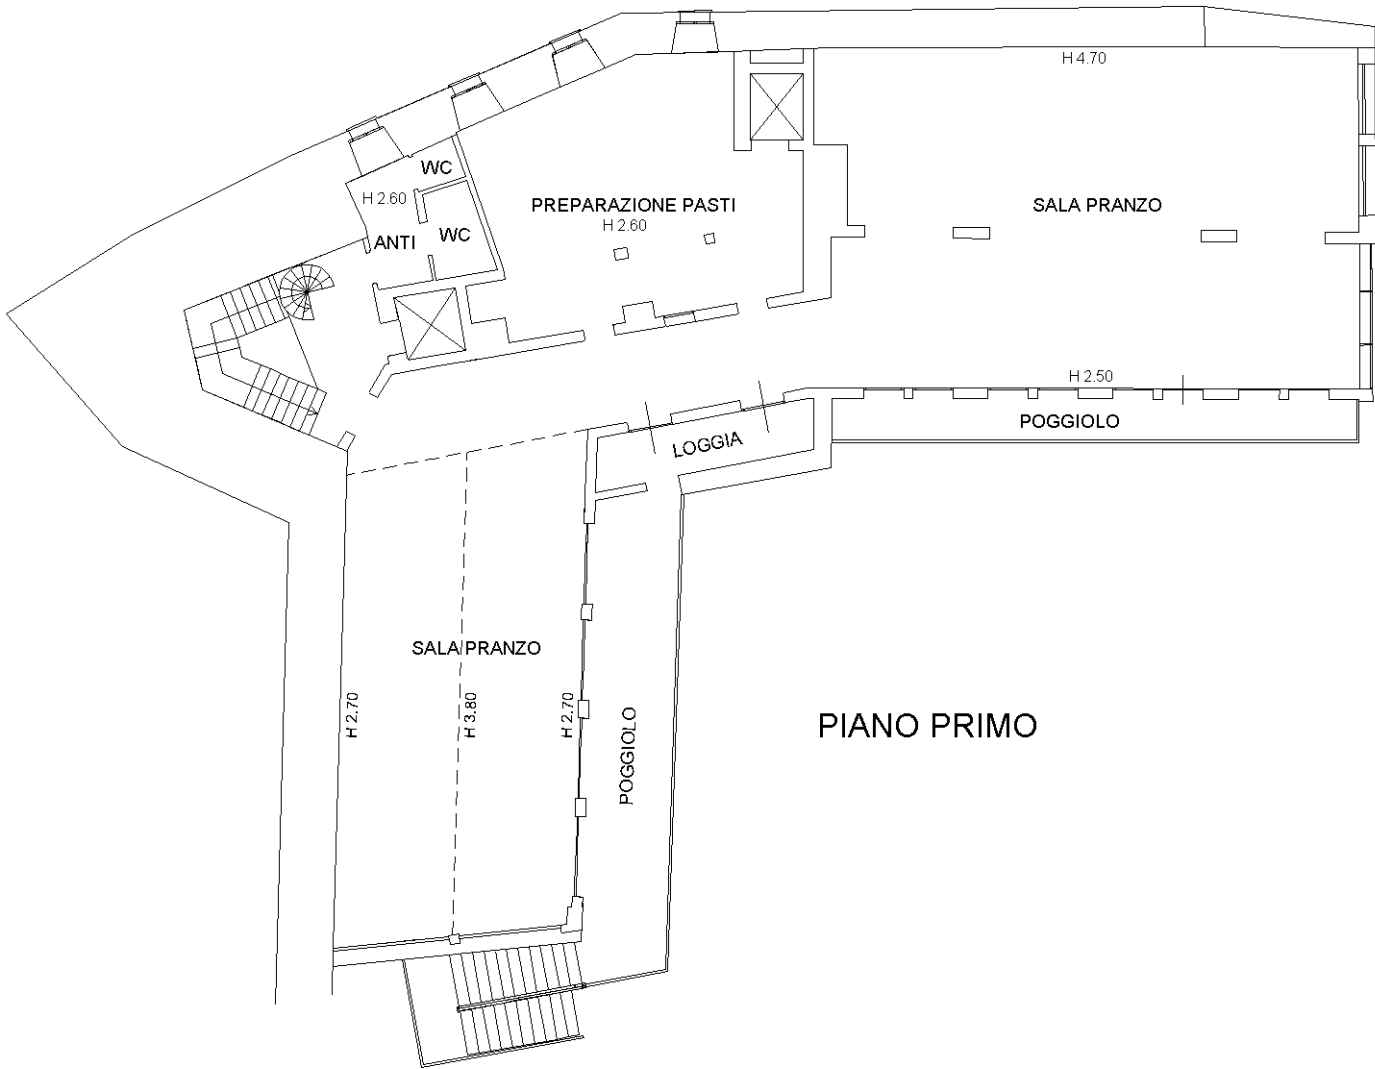 H 4.70
WC
H 2.60
PREPARAZIONE PASTI
H 2.60
SALA PRANZO
ANTI
WC
H 2.50
POGGIOLO
LOGGIA
SALA PRANZO
H 2.70
H 3.80
H 2.70
POGGIOLO
PIANO PRIMO